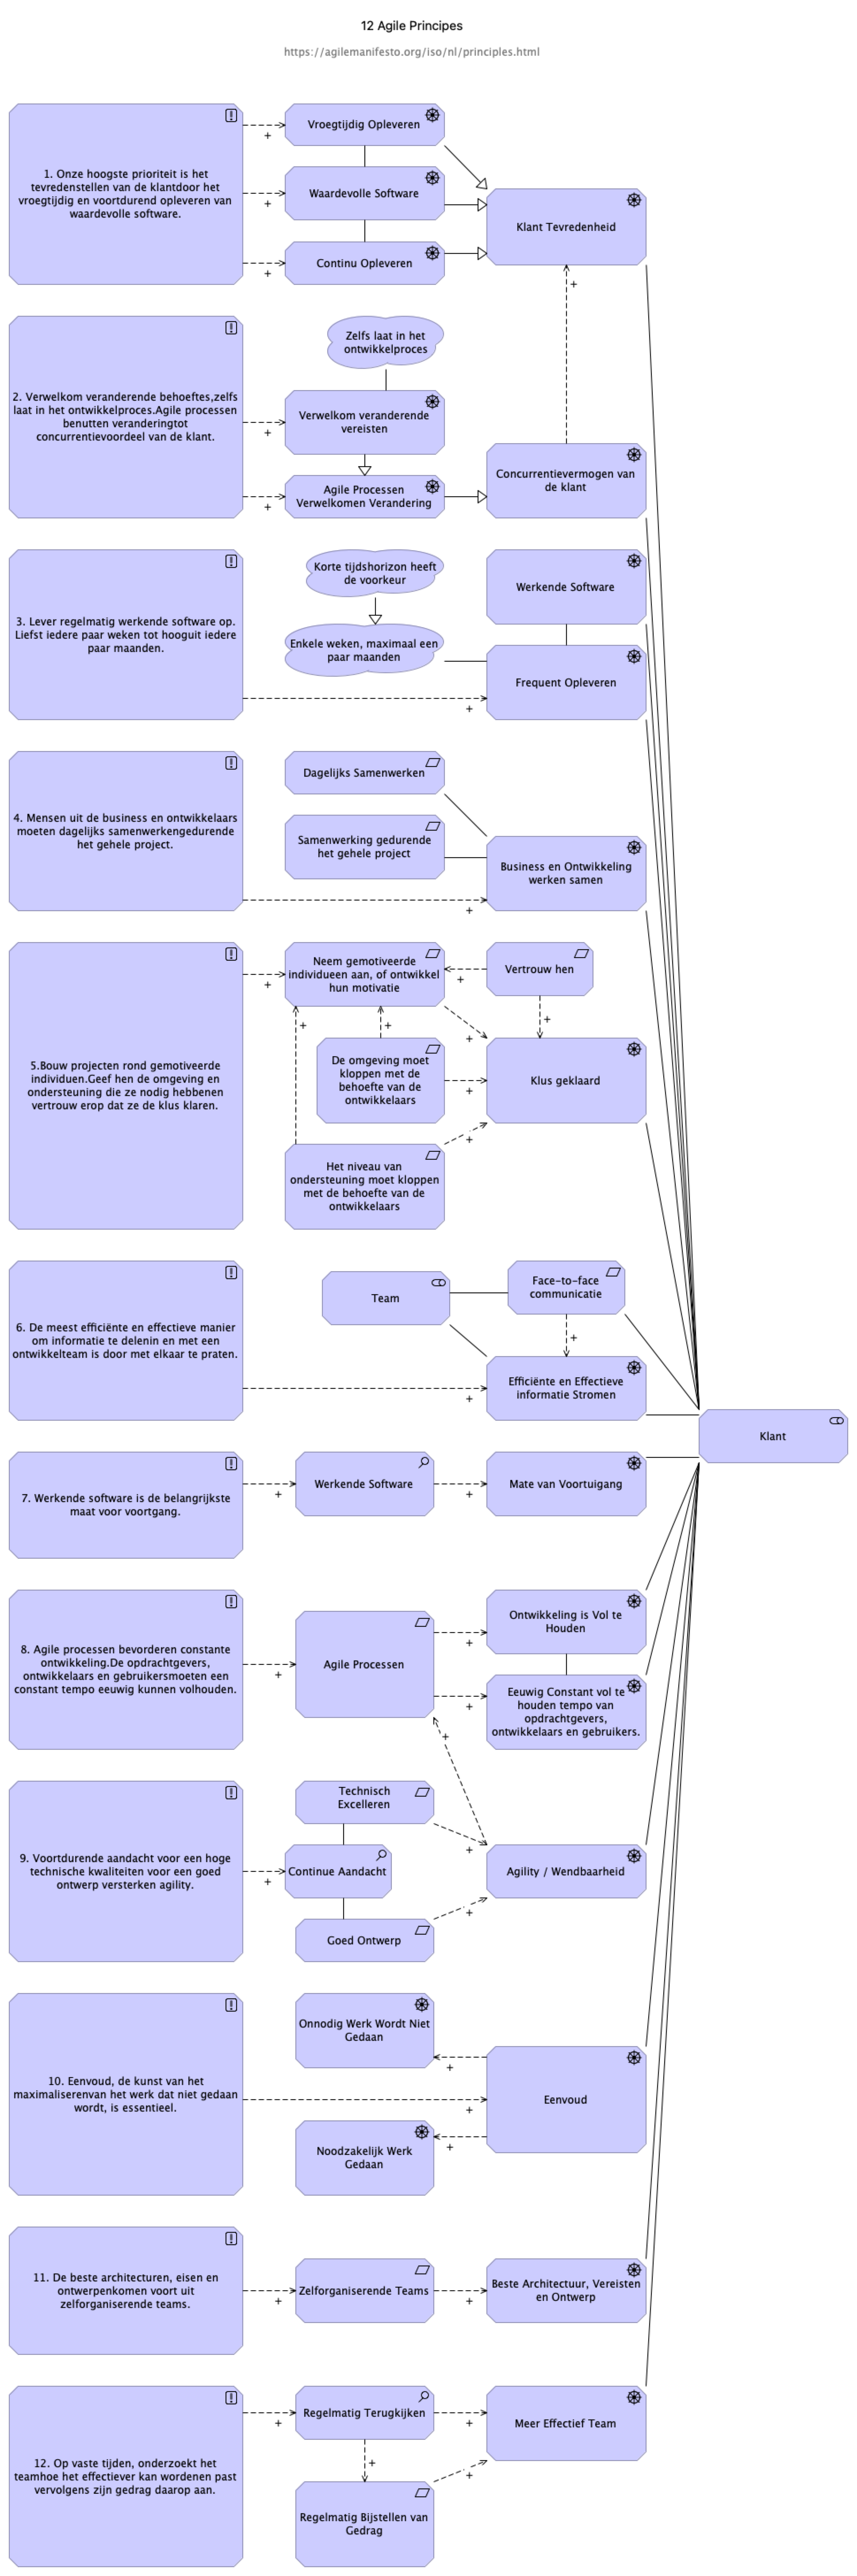 12 Agile Principes
https://agilemanifesto.org/iso/nl/principles.html
1. Onze hoogste prioriteit is het
tevredenstellen van de klantdoor het
vroegtijdig en voortdurend opleveren van
waardevolle software.
+
Vroegtijdig Opleveren
+
Waardevolle Software
+
Continu Opleveren
Klant Tevredenheid
+
2. Verwelkom veranderende behoeftes,zelfs
laat in het ontwikkelproces.Agile processen
benutten veranderingtot
concurrentievoordeel van de klant.
Zelfs laat in het
ontwikkelproces
+
Verwelkom veranderende
vereisten
+
Agile Processen
Verwelkomen Verandering
Concurrentievermogen van
de klant
3. Lever regelmatig werkende software op.
Liefst iedere paar weken tot hooguit iedere
paar maanden.
Korte tijdshorizon heeft
de voorkeur
Enkele weken, maximaal een
paar maanden
Werkende Software
Frequent Opleveren
+
4. Mensen uit de business en ontwikkelaars
moeten dagelijks samenwerkengedurende
het gehele project.
Dagelijks Samenwerken
Samenwerking gedurende
het gehele project
Business en Ontwikkeling
werken samen
+
5.Bouw projecten rond gemotiveerde
individuen.Geef hen de omgeving en
ondersteuning die ze nodig hebbenen
vertrouw erop dat ze de klus klaren.
+
Neem gemotiveerde
individueen aan, of ontwikkel
hun motivatie
+
Vertrouw hen
+
+
+
+
De omgeving moet
kloppen met de
behoefte van de
ontwikkelaars
+
Klus geklaard
+
Het niveau van
ondersteuning moet kloppen
met de behoefte van de
ontwikkelaars
6. De meest efficiënte en effectieve manier
om informatie te delenin en met een
ontwikkelteam is door met elkaar te praten.
Team
Face-to-face
communicatie
+
Efficiënte en Effectieve
informatie Stromen
+
Klant
7. Werkende software is de belangrijkste
maat voor voortgang.
+
Werkende Software
+
Mate van Voortuigang
8. Agile processen bevorderen constante
ontwikkeling.De opdrachtgevers,
ontwikkelaars en gebruikersmoeten een
constant tempo eeuwig kunnen volhouden.
+
Agile Processen
+
+
Ontwikkeling is Vol te
Houden
Eeuwig Constant vol te
houden tempo van
opdrachtgevers,
ontwikkelaars en gebruikers.
+
9. Voortdurende aandacht voor een hoge
technische kwaliteiten voor een goed
ontwerp versterken agility.
Technisch
Excelleren
+
+
Continue Aandacht
Agility / Wendbaarheid
+
Goed Ontwerp
10. Eenvoud, de kunst van het
maximaliserenvan het werk dat niet gedaan
wordt, is essentieel.
Onnodig Werk Wordt Niet
Gedaan
+
Eenvoud
+
+
Noodzakelijk Werk
Gedaan
11. De beste architecturen, eisen en
ontwerpenkomen voort uit
zelforganiserende teams.
+
Zelforganiserende Teams
+
Beste Architectuur, Vereisten
en Ontwerp
12. Op vaste tijden, onderzoekt het
teamhoe het effectiever kan wordenen past
vervolgens zijn gedrag daarop aan.
+
Regelmatig Terugkijken
+
Meer Effectief Team
+
+
Regelmatig Bijstellen van
Gedrag